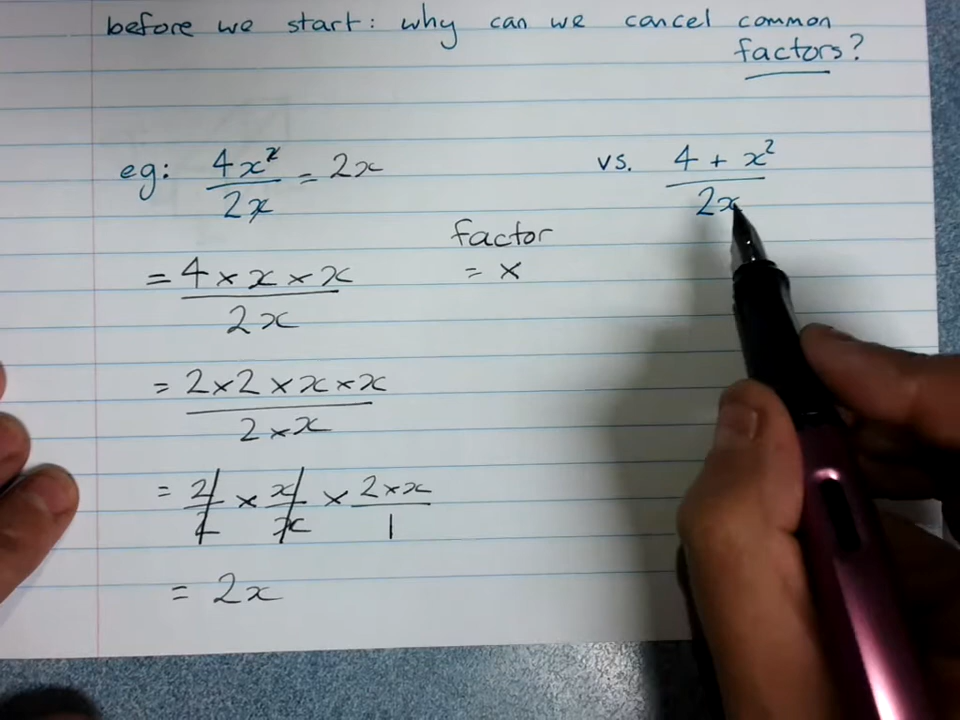 before we start: why can we cancel common
factors?
eg: 4x² / 2x = 2x
= 4 × x × x / 2x
= 2 × 2 × x × x / 2 × x
= 2/2 × x/x × 2 × x / 1
= 2x
factor
= x
vs. 4 + x² / 2x